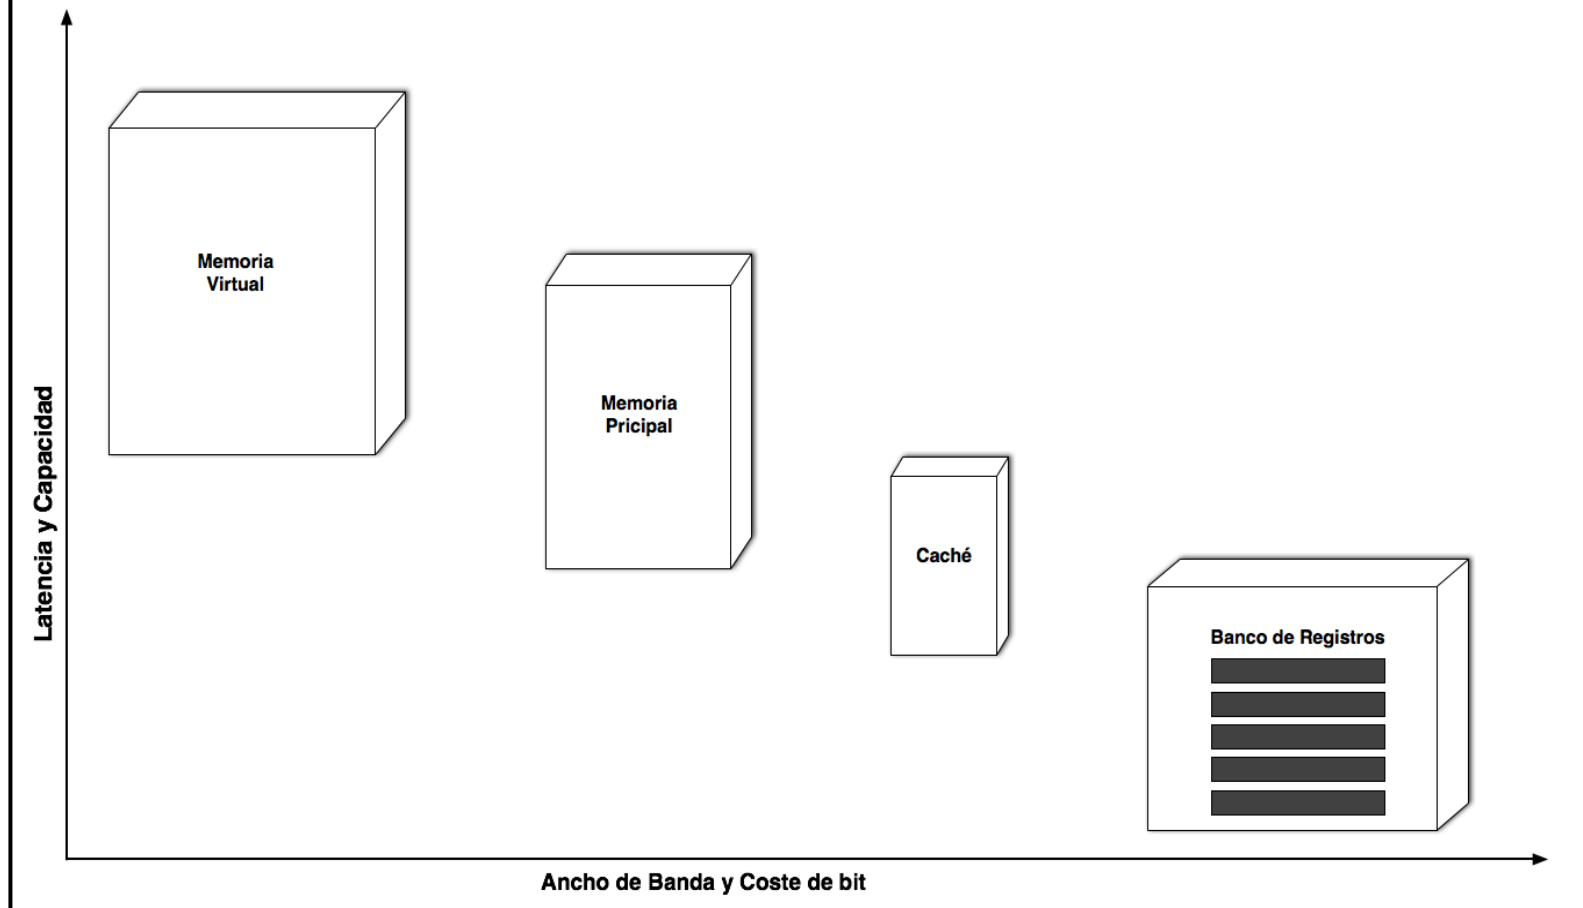 Memoria
Virtual
Memoria
Pricipal
Caché
Banco de Registros
Latencia y Capacidad
Ancho de Banda y Coste de bit